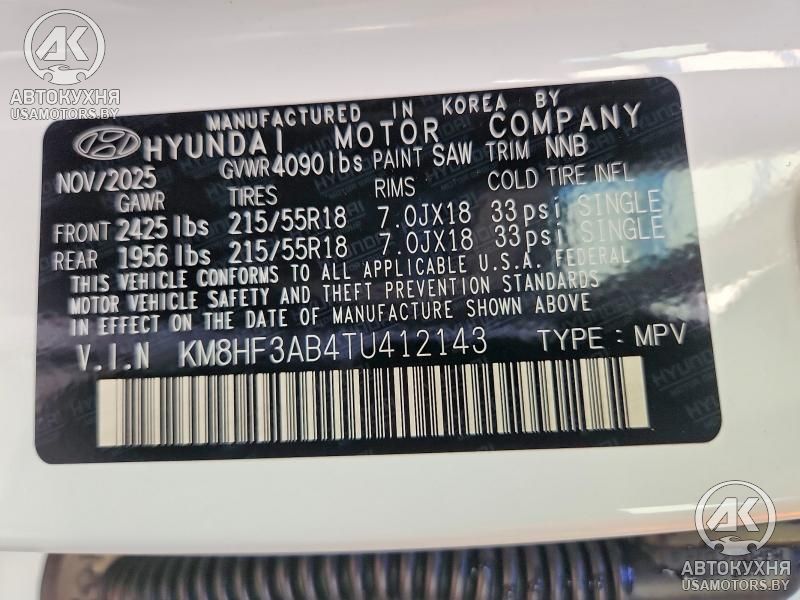 AK
АВТОКУХНЯ
USAMOTORS.BY
MANUFACTURED IN KOREA BY
HYUNDAI MOTOR COMPANY
NOV/2025 GVWR 4090 lbs PAINT SAW TRIM NNB
GAWR TIRES RIMS COLD TIRE INFL
FRONT 2425 lbs 215/55R18 7.0JX18 33 psi SINGLE
REAR 1956 lbs 215/55R18 7.0JX18 33 psi SINGLE
THIS VEHICLE CONFORMS TO ALL APPLICABLE U.S.A. FEDERAL
MOTOR VEHICLE SAFETY AND THEFT PREVENTION STANDARDS
IN EFFECT ON THE DATE OF MANUFACTURE SHOWN ABOVE
V.I.N KM8HF3AB4TU412143 TYPE : MPV
AK
АВТОКУХНЯ
USAMOTORS.BY